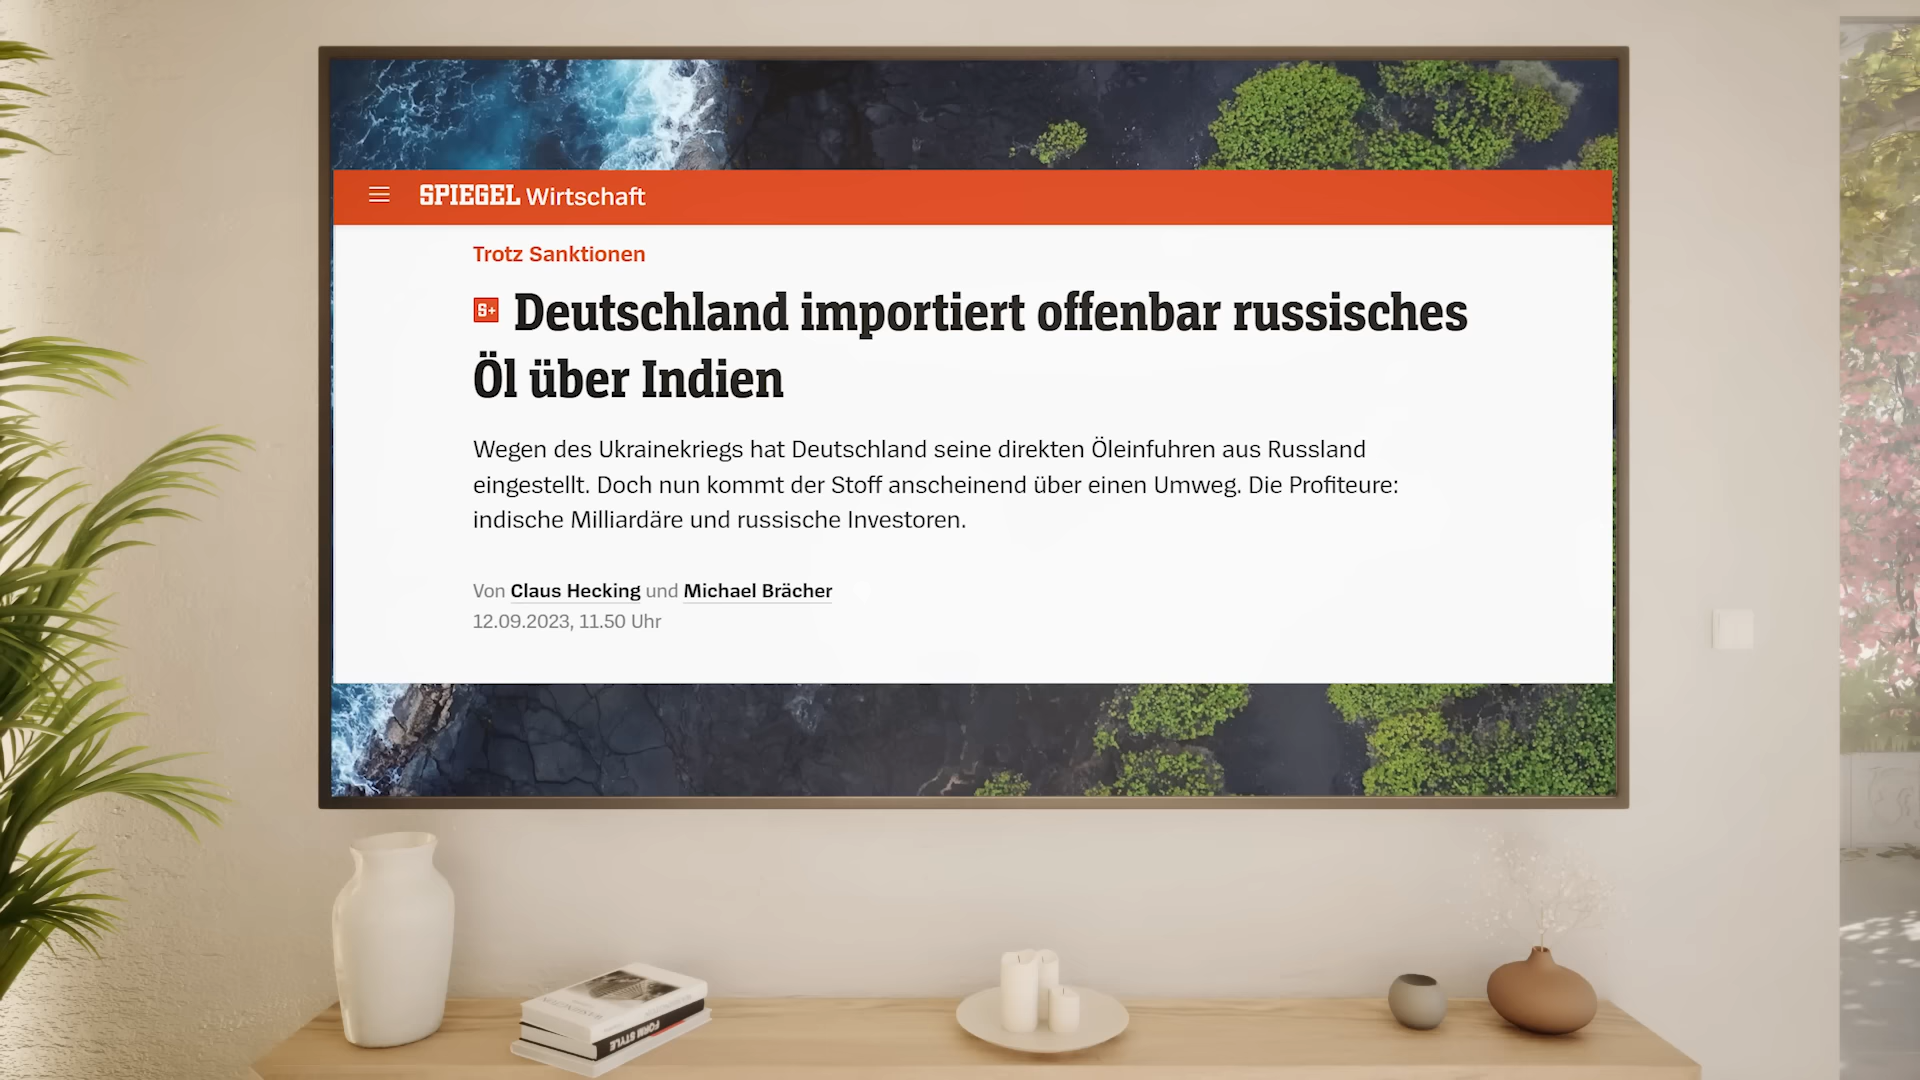 SPIEGEL Wirtschaft
Trotz Sanktionen
S+ Deutschland importiert offenbar russisches
Öl über Indien
Wegen des Ukrainekriegs hat Deutschland seine direkten Öleinfuhren aus Russland
eingestellt. Doch nun kommt der Stoff anscheinend über einen Umweg. Die Profiteure:
indische Milliardäre und russische Investoren.
Von Claus Hecking und Michael Brächer
12.09.2023, 11.50 Uhr
FORM STYLE